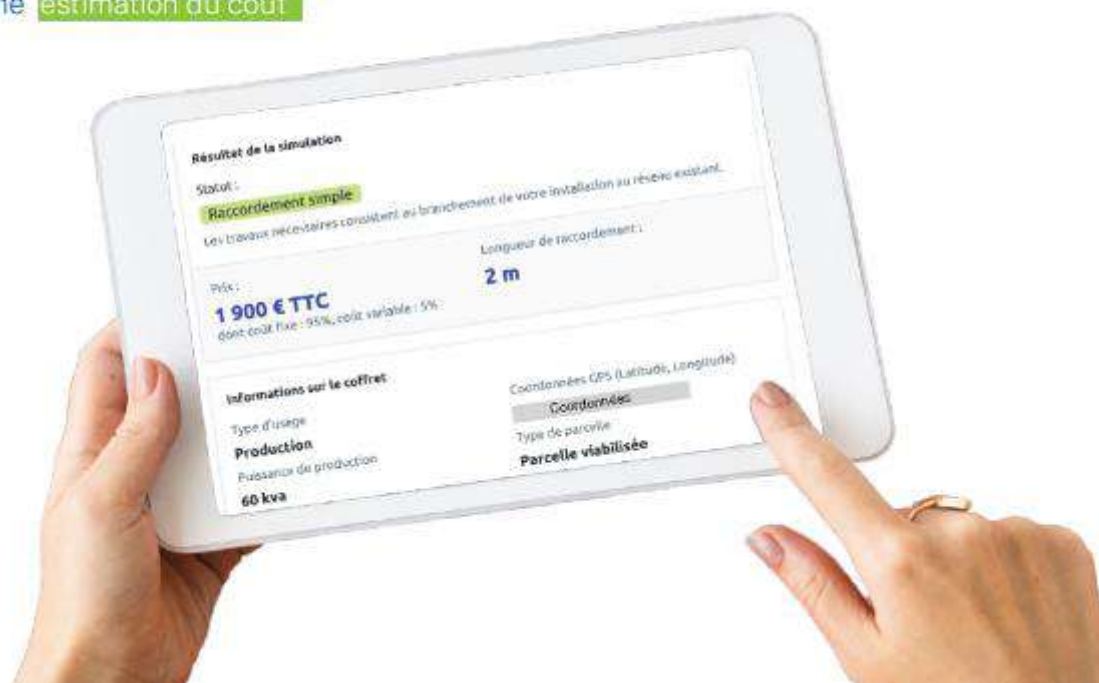 estimation du coût
Résultat de la simulation
Statut :
Raccordement simple
Les travaux nécessaires consistent au branchement de votre installation au réseau existant.
Prix :
Longueur de raccordement :
1 900 € TTC
2 m
dont coût fixe : 95%, coût variable : 5%
Informations sur le coffret
Coordonnées GPS (Latitude, Longitude)
Type d'usage
Coordonnées
Production
Type de parcelle
Puissance de production
Parcelle viabilisée
60 kva